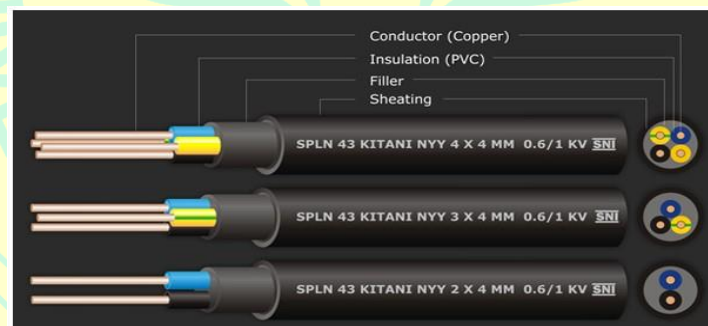 Conductor (Copper)
Insulation (PVC)
Filler
Sheating
SPLN 43 KITANI NYY 4 X 4 MM 0.6/1 KV SNI
SPLN 43 KITANI NYY 3 X 4 MM 0.6/1 KV SNI
SPLN 43 KITANI NYY 2 X 4 MM 0.6/1 KV SNI